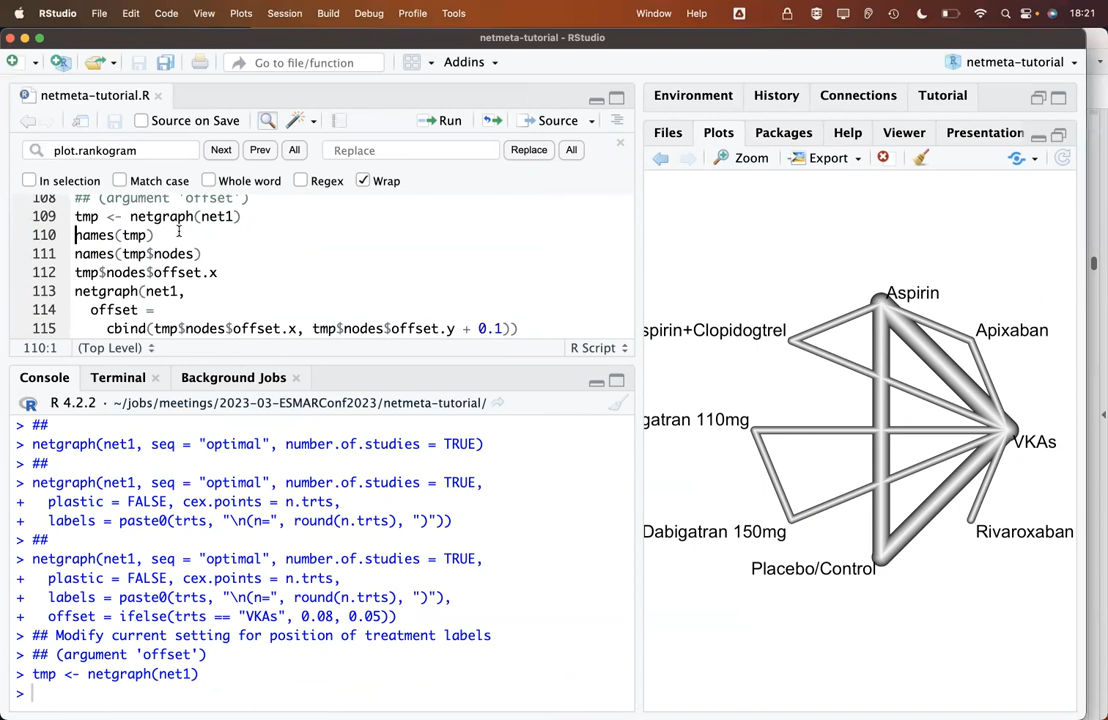 RStudio File Edit Code View Plots Session Build Debug Profile Tools Window Help 18:21
netmeta-tutorial - RStudio
Go to file/function Addins netmeta-tutorial
netmeta-tutorial.R
Source on Save Run Source
plot.rankogram Next Prev All Replace Replace All
In selection Match case Whole word Regex Wrap
108 ## (argument 'offset')
109 tmp <- netgraph(net1)
110 names(tmp)
111 names(tmp$nodes)
112 tmp$nodes$offset.x
113 netgraph(net1,
114 offset =
115 cbind(tmp$nodes$offset.x, tmp$nodes$offset.y + 0.1))
110:1 (Top Level) R Script
Console Terminal Background Jobs
R 4.2.2 · ~/jobs/meetings/2023-03-ESMARConf2023/netmeta-tutorial/
> ##
> netgraph(net1, seq = "optimal", number.of.studies = TRUE)
> ##
> netgraph(net1, seq = "optimal", number.of.studies = TRUE,
+ plastic = FALSE, cex.points = n.trts,
+ labels = paste0(trts, "\n(n=", round(n.trts), ")"))
> ##
> netgraph(net1, seq = "optimal", number.of.studies = TRUE,
+ plastic = FALSE, cex.points = n.trts,
+ labels = paste0(trts, "\n(n=", round(n.trts), ")"),
+ offset = ifelse(trts == "VKAs", 0.08, 0.05))
> ## Modify current setting for position of treatment labels
> ## (argument 'offset')
> tmp <- netgraph(net1)
>
Environment History Connections Tutorial
Files Plots Packages Help Viewer Presentation
Zoom Export
Aspirin
spirin+Clopidogtrel
Apixaban
gatran 110mg
VKAs
Dabigatran 150mg
Rivaroxaban
Placebo/Control